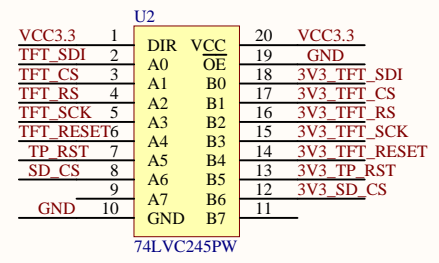 U2
VCC3.3 1 DIR VCC 20 VCC3.3
TFT_SDI 2 A0 OE 19 GND
TFT_CS 3 A1 B0 18 3V3_TFT_SDI
TFT_RS 4 A2 B1 17 3V3_TFT_CS
TFT_SCK 5 A3 B2 16 3V3_TFT_RS
TFT_RESET 6 A4 B3 15 3V3_TFT_SCK
TP_RST 7 A5 B4 14 3V3_TFT_RESET
SD_CS 8 A6 B5 13 3V3_TP_RST
9 A7 B6 12 3V3_SD_CS
GND 10 GND B7 11
74LVC245PW